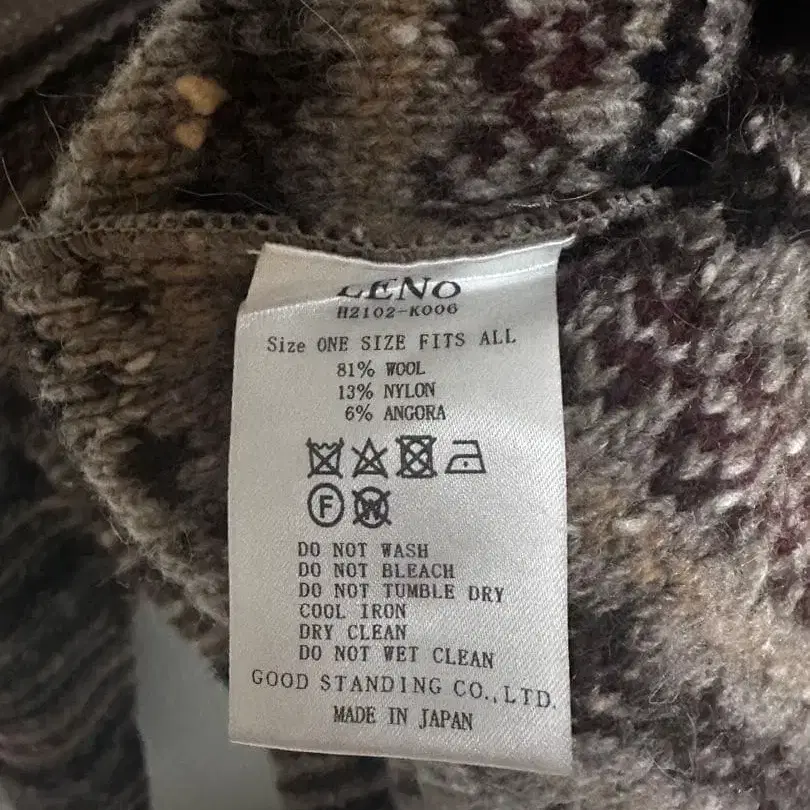 LENO
H2102-K006
Size ONE SIZE FITS ALL
81% WOOL
13% NYLON
6% ANGORA
F W
DO NOT WASH
DO NOT BLEACH
DO NOT TUMBLE DRY
COOL IRON
DRY CLEAN
DO NOT WET CLEAN
GOOD STANDING CO.,LTD.
MADE IN JAPAN